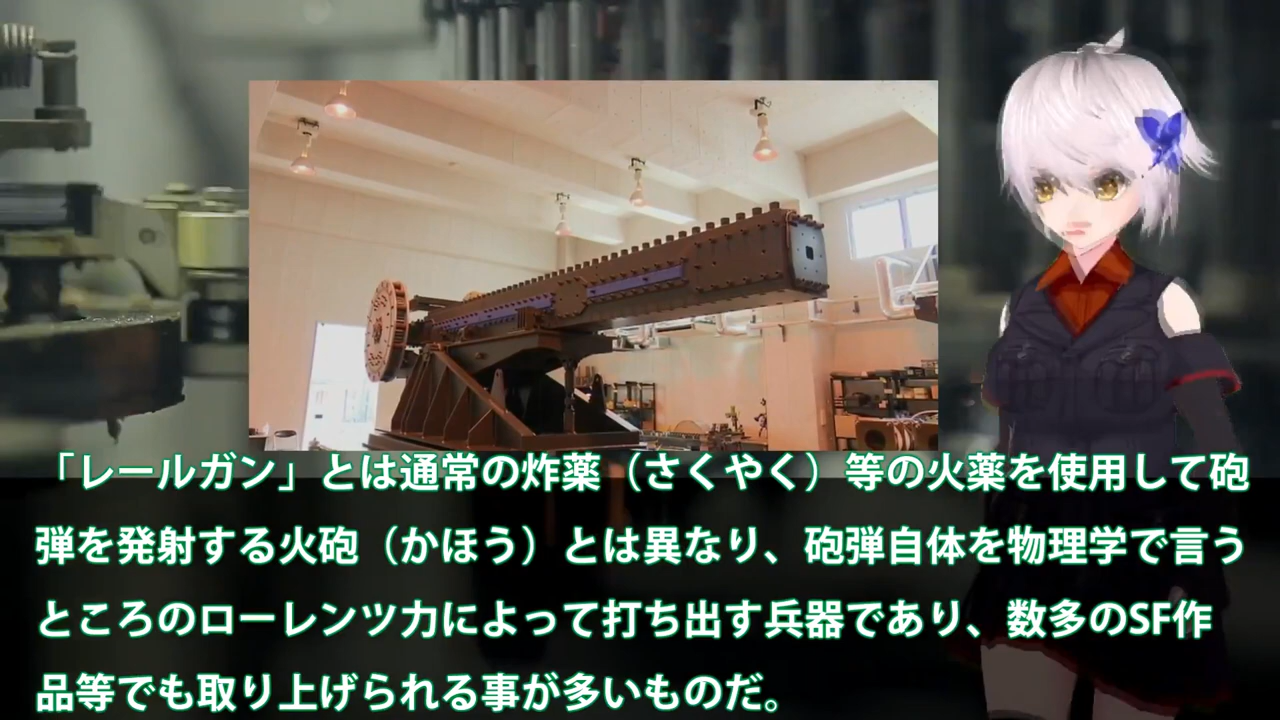 「レールガン」とは通常の炸薬（さくやく）等の火薬を使用して砲
弾を発射する火砲（かほう）とは異なり、砲弾自体を物理学で言う
ところのローレンツ力によって打ち出す兵器であり、数多のSF作
品等でも取り上げられる事が多いものだ。